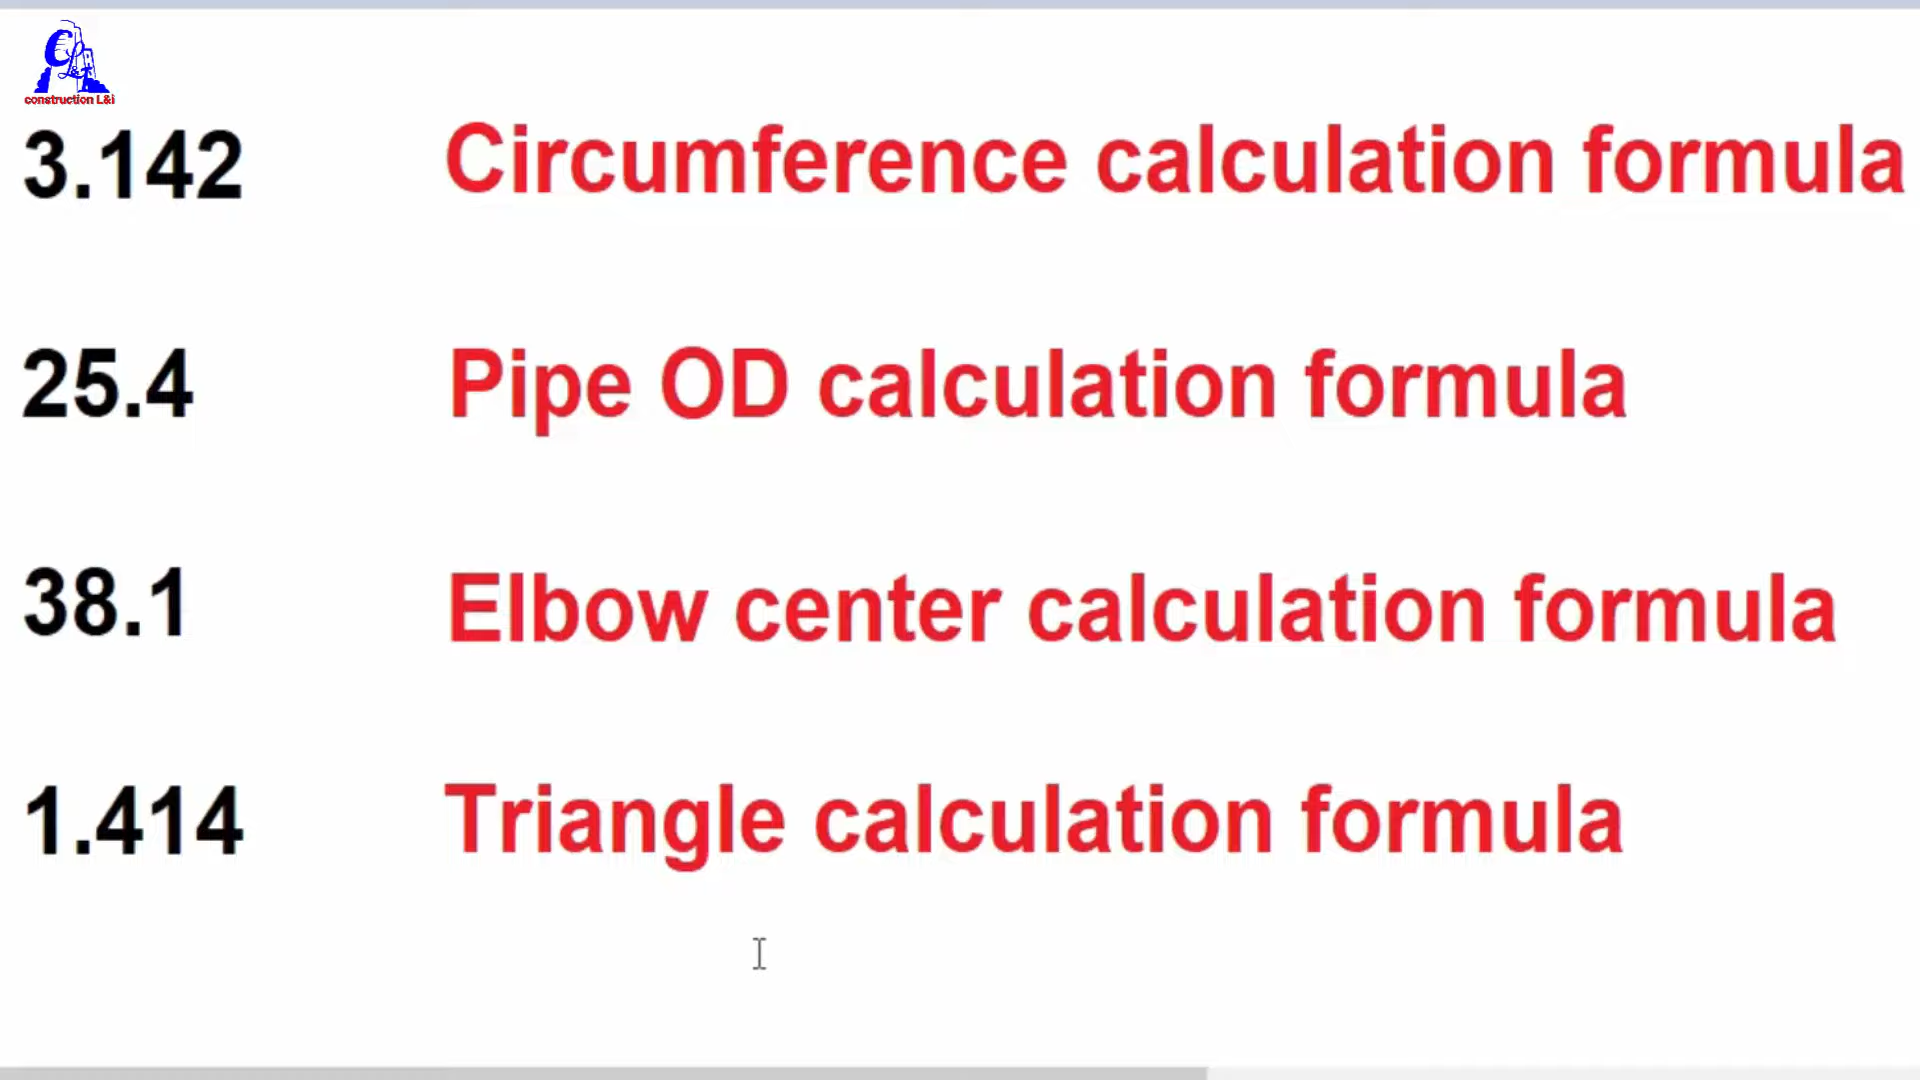 construction L&i
3.142 Circumference calculation formula
25.4 Pipe OD calculation formula
38.1 Elbow center calculation formula
1.414 Triangle calculation formula